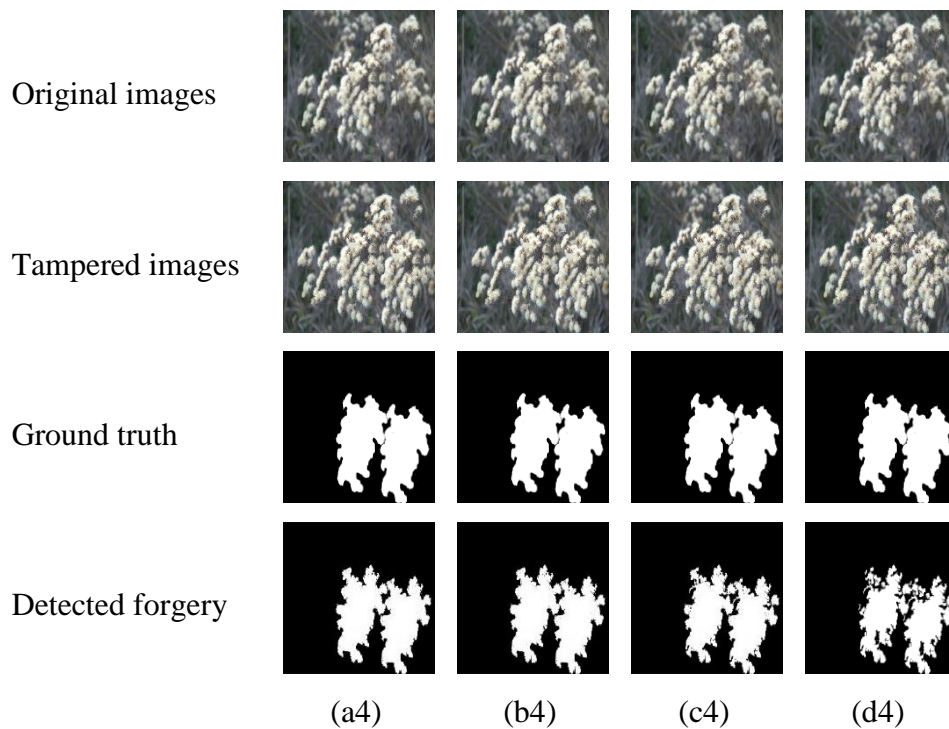 Original images
Tampered images
Ground truth
Detected forgery
(a4) (b4) (c4) (d4)